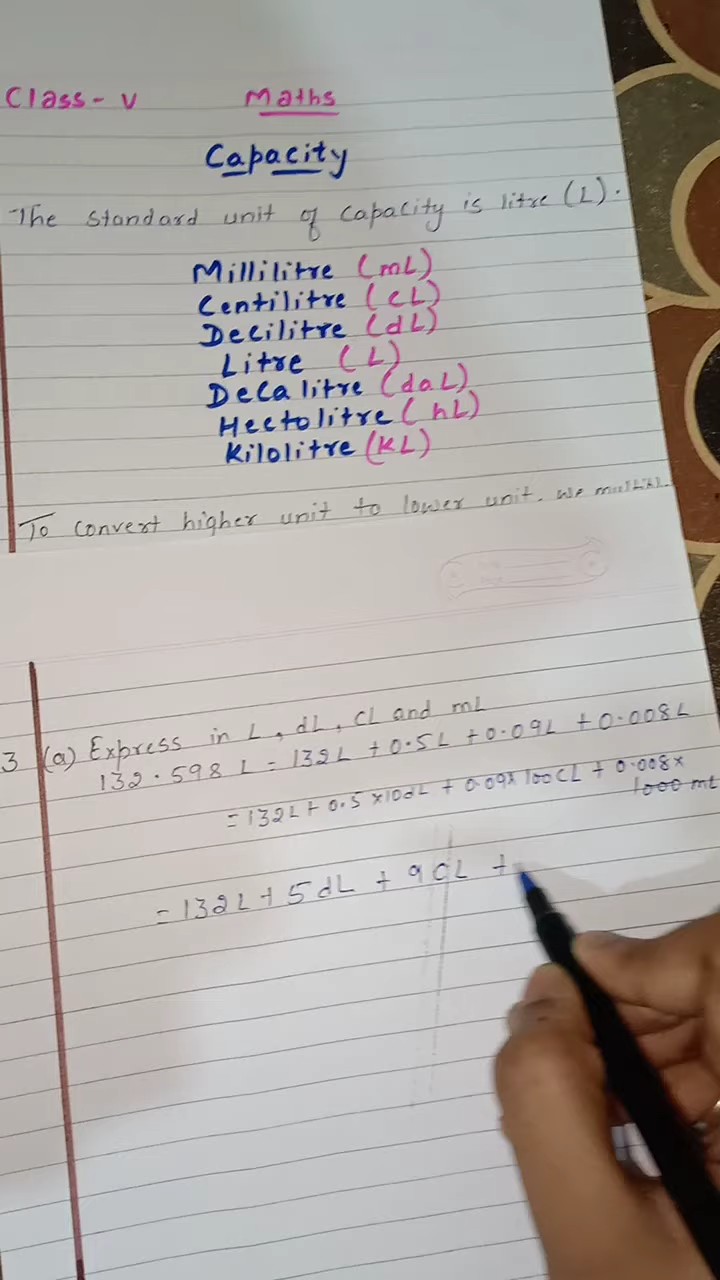 Class - V Maths
Capacity
The standard unit of capacity is litre (L).
Millilitre (mL)
Centilitre (cL)
Decilitre (dL)
Litre (L)
Decalitre (daL)
Hectolitre (hL)
Kilolitre (KL)
To convert higher unit to lower unit. we
3 (a) Express in L, dL, CL and mL
132.598 L = 132L + 0.5L + 0.09L + 0.008L
= 132L + 0.5 x 10dL + 0.09 x 100CL + 0.008 x
1000 mL
= 132L + 5 dL + 9 CL +